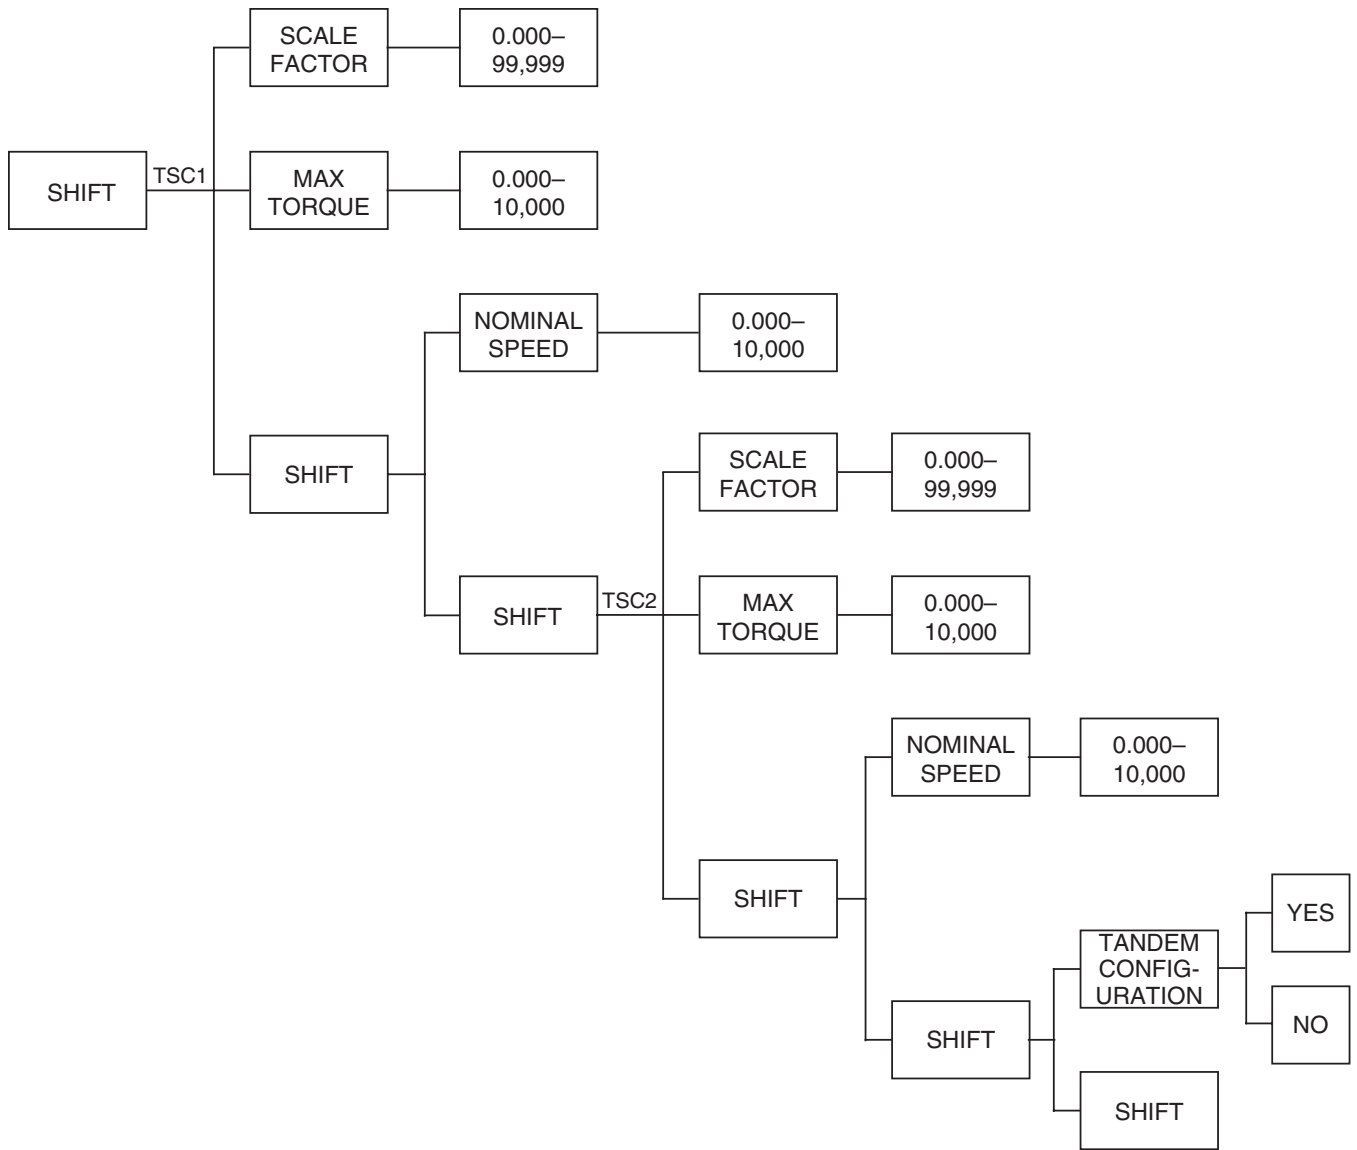 SCALE
FACTOR
0.000–
99,999
SHIFT
TSC1
MAX
TORQUE
0.000–
10,000
NOMINAL
SPEED
0.000–
10,000
SHIFT
SCALE
FACTOR
0.000–
99,999
SHIFT
TSC2
MAX
TORQUE
0.000–
10,000
NOMINAL
SPEED
0.000–
10,000
SHIFT
TANDEM
CONFIG-
URATION
YES
NO
SHIFT
SHIFT